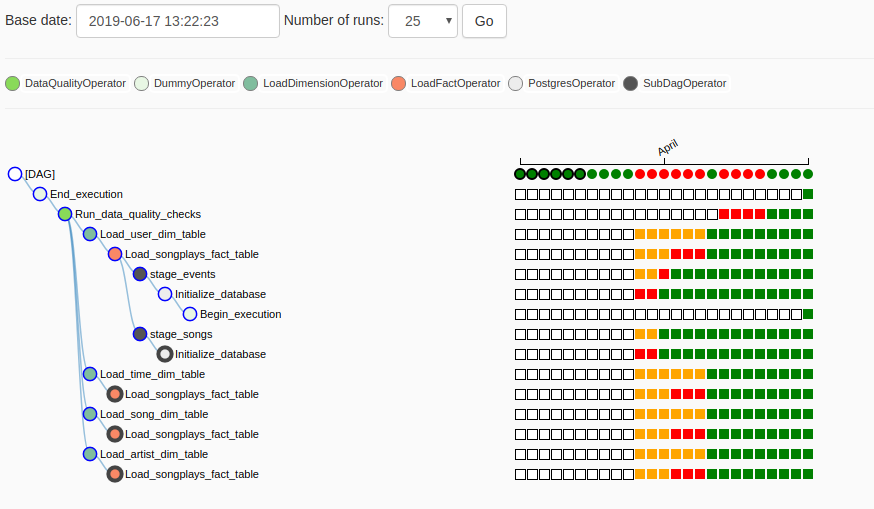 Base date: 2019-06-17 13:22:23 Number of runs: 25 Go
DataQualityOperator DummyOperator LoadDimensionOperator LoadFactOperator PostgresOperator SubDagOperator
April
[DAG]
End_execution
Run_data_quality_checks
Load_user_dim_table
Load_songplays_fact_table
stage_events
Initialize_database
Begin_execution
stage_songs
Initialize_database
Load_time_dim_table
Load_songplays_fact_table
Load_song_dim_table
Load_songplays_fact_table
Load_artist_dim_table
Load_songplays_fact_table